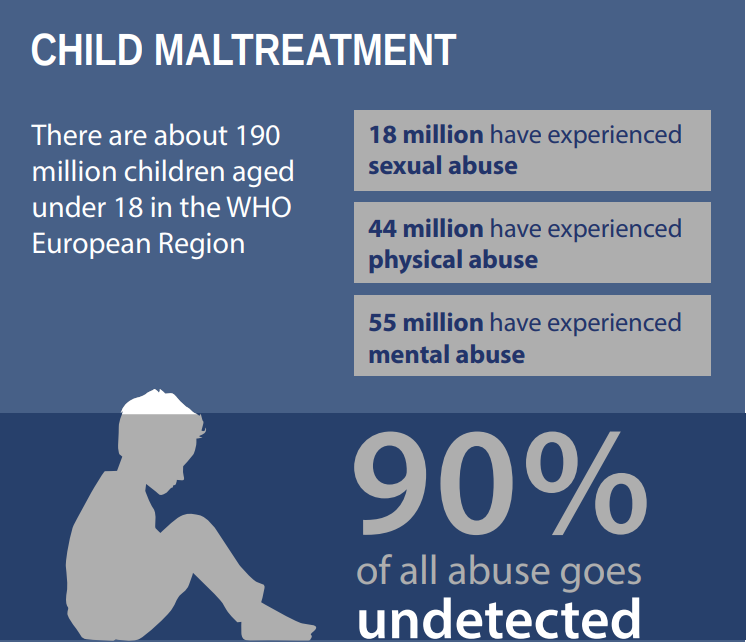 CHILD MALTREATMENT
There are about 190
million children aged
under 18 in the WHO
European Region
18 million have experienced
sexual abuse
44 million have experienced
physical abuse
55 million have experienced
mental abuse
90%
of all abuse goes
undetected